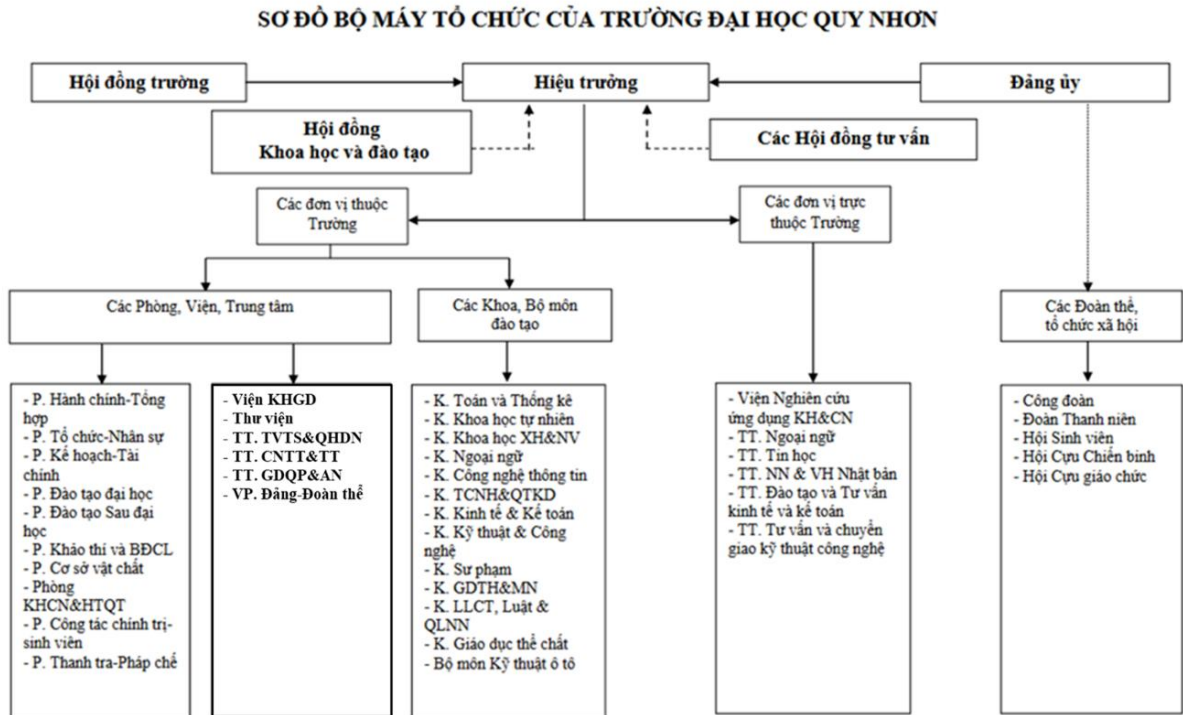 SƠ ĐỒ BỘ MÁY TỔ CHỨC CỦA TRƯỜNG ĐẠI HỌC QUY NHƠN
Hội đồng trường
Hiệu trưởng
Đảng ủy
Hội đồng
Khoa học và đào tạo
Các Hội đồng tư vấn
Các đơn vị thuộc
Trường
Các đơn vị trực
thuộc Trường
Các Phòng, Viện, Trung tâm
Các Khoa, Bộ môn
đào tạo
Các Đoàn thể,
tổ chức xã hội
- P. Hành chính-Tổng
hợp
- P. Tổ chức-Nhân sự
- P. Kế hoạch-Tài
chính
- P. Đào tạo đại học
- P. Đào tạo Sau đại
học
- P. Khảo thí và BĐCL
- P. Cơ sở vật chất
- Phòng
KHCN&HTQT
- P. Công tác chính trị-
sinh viên
- P. Thanh tra-Pháp chế
- Viện KHGD
- Thư viện
- TT. TVTS&QHDN
- TT. CNTT&TT
- TT. GDQP&AN
- VP. Đảng-Đoàn thể
- K. Toán và Thống kê
- K. Khoa học tự nhiên
- K. Khoa học XH&NV
- K. Ngoại ngữ
- K. Công nghệ thông tin
- K. TCNH&QTKD
- K. Kinh tế & Kế toán
- K. Kỹ thuật & Công
nghệ
- K. Sư phạm
- K. GDTH&MN
- K. LLCT, Luật &
QLNN
- K. Giáo dục thể chất
- Bộ môn Kỹ thuật ô tô
- Viện Nghiên cứu
ứng dụng KH&CN
- TT. Ngoại ngữ
- TT. Tin học
- TT. NN & VH Nhật bản
- TT. Đào tạo và Tư vấn
kinh tế và kế toán
- TT. Tư vấn và chuyển
giao kỹ thuật công nghệ
- Công đoàn
- Đoàn Thanh niên
- Hội Sinh viên
- Hội Cựu Chiến binh
- Hội Cựu giáo chức